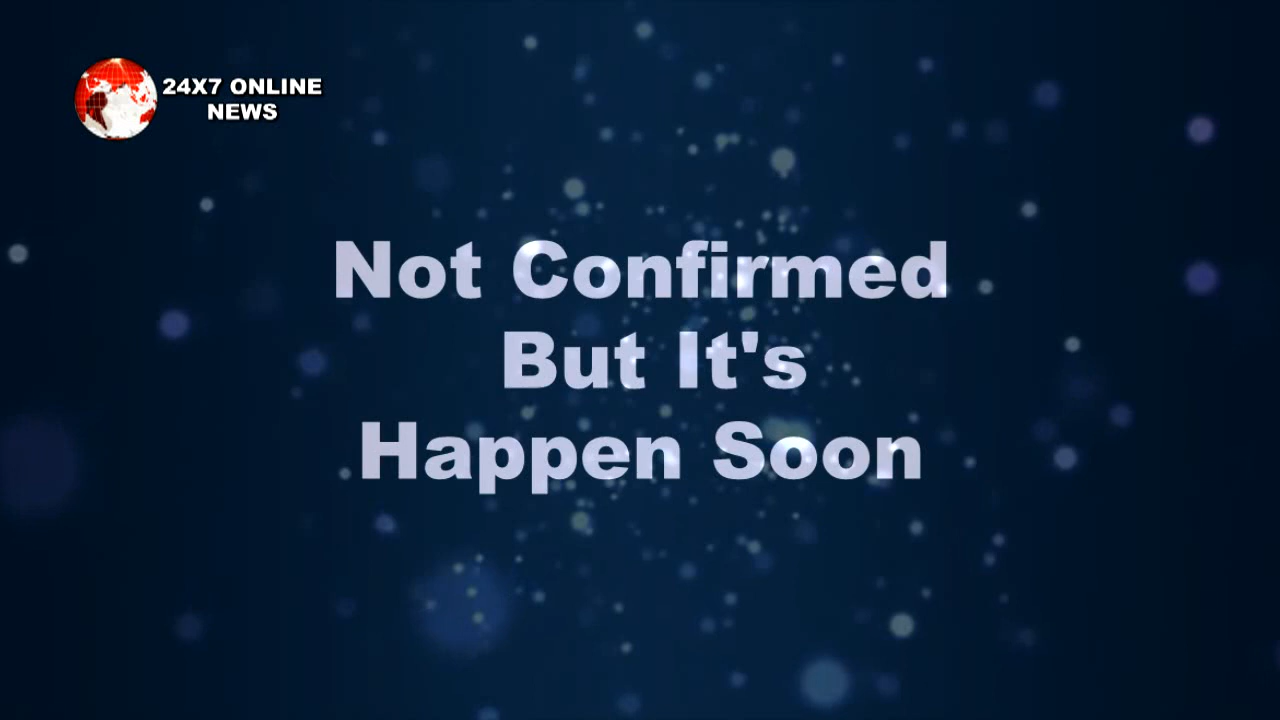 24X7 ONLINE
NEWS
Not Confirmed
But It's
Happen Soon